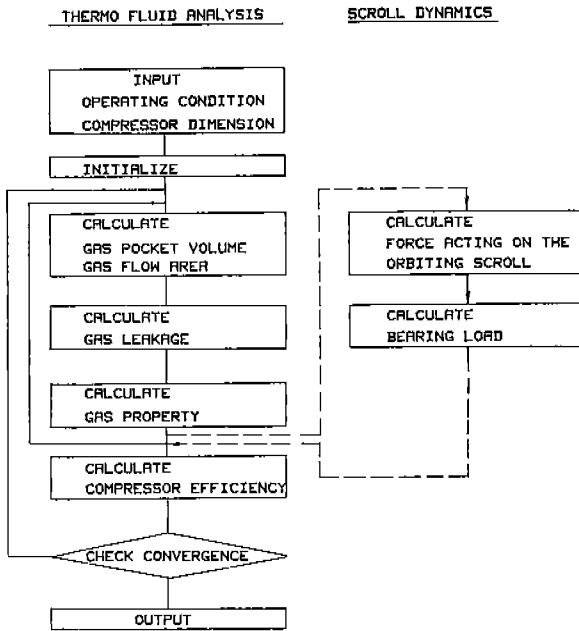 THERMO FLUID ANALYSIS
SCROLL DYNAMICS
INPUT
OPERATING CONDITION
COMPRESSOR DIMENSION
INITIALIZE
CALCULATE
GAS POCKET VOLUME
GAS FLOW AREA
CALCULATE
GAS LEAKAGE
CALCULATE
GAS PROPERTY
CALCULATE
COMPRESSOR EFFICIENCY
CHECK CONVERGENCE
OUTPUT
CALCULATE
FORCE ACTING ON THE
ORBITING SCROLL
CALCULATE
BEARING LOAD